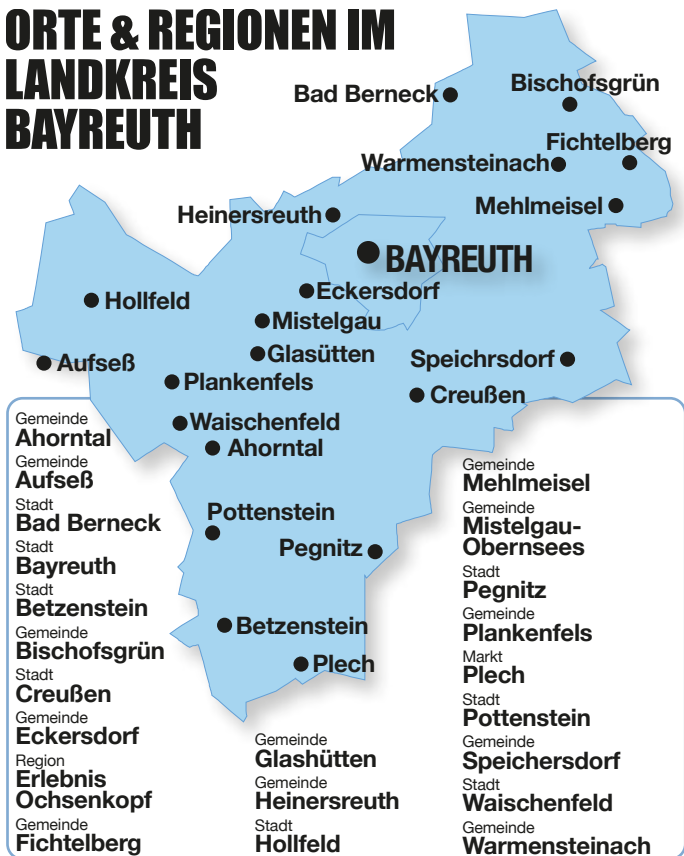 ORTE & REGIONEN IM
LANDKREIS
BAYREUTH
Bad Berneck
Bischofsgrün
Fichtelberg
Warmensteinach
Mehlmeisel
Heinersreuth
BAYREUTH
Eckersdorf
Hollfeld
Mistelgau
Glasütten
Speichrsdorf
Aufseß
Plankenfels
Creußen
Waischenfeld
Ahorntal
Pottenstein
Pegnitz
Betzenstein
Plech
Gemeinde
Ahorntal
Gemeinde
Aufseß
Stadt
Bad Berneck
Stadt
Bayreuth
Stadt
Betzenstein
Gemeinde
Bischofsgrün
Stadt
Creußen
Gemeinde
Eckersdorf
Region
Erlebnis
Ochsenkopf
Gemeinde
Fichtelberg
Gemeinde
Glashütten
Gemeinde
Heinersreuth
Stadt
Hollfeld
Gemeinde
Mehlmeisel
Gemeinde
Mistelgau-
Obernsees
Stadt
Pegnitz
Gemeinde
Plankenfels
Markt
Plech
Stadt
Pottenstein
Gemeinde
Speichersdorf
Stadt
Waischenfeld
Gemeinde
Warmensteinach